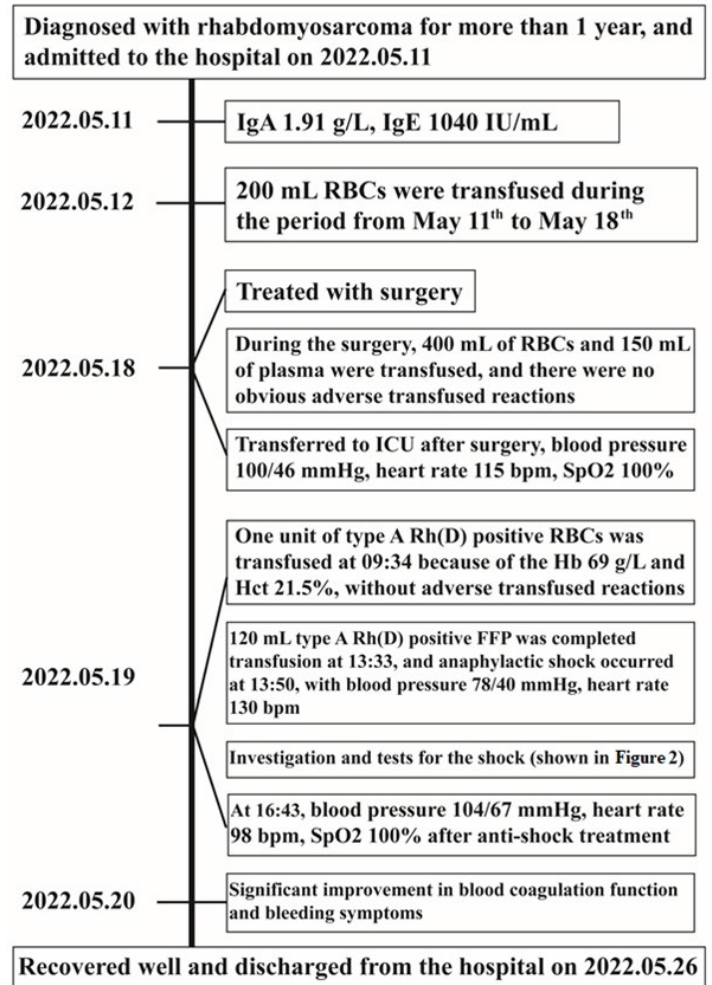 Diagnosed with rhabdomyosarcoma for more than 1 year, and
admitted to the hospital on 2022.05.11
2022.05.11
IgA 1.91 g/L, IgE 1040 IU/mL
2022.05.12
200 mL RBCs were transfused during
the period from May 11th to May 18th
2022.05.18
Treated with surgery
During the surgery, 400 mL of RBCs and 150 mL
of plasma were transfused, and there were no
obvious adverse transfused reactions
Transferred to ICU after surgery, blood pressure
100/46 mmHg, heart rate 115 bpm, SpO2 100%
2022.05.19
One unit of type A Rh(D) positive RBCs was
transfused at 09:34 because of the Hb 69 g/L and
Hct 21.5%, without adverse transfused reactions
120 mL type A Rh(D) positive FFP was completed
transfusion at 13:33, and anaphylactic shock occurred
at 13:50, with blood pressure 78/40 mmHg, heart rate
130 bpm
Investigation and tests for the shock (shown in Figure 2)
At 16:43, blood pressure 104/67 mmHg, heart rate
98 bpm, SpO2 100% after anti-shock treatment
2022.05.20
Significant improvement in blood coagulation function
and bleeding symptoms
Recovered well and discharged from the hospital on 2022.05.26